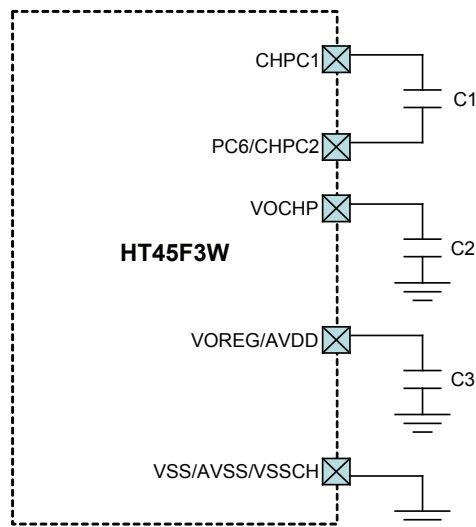 CHPC1
C1
PC6/CHPC2
VOCHP
HT45F3W
C2
VOREG/AVDD
C3
VSS/AVSS/VSSCH